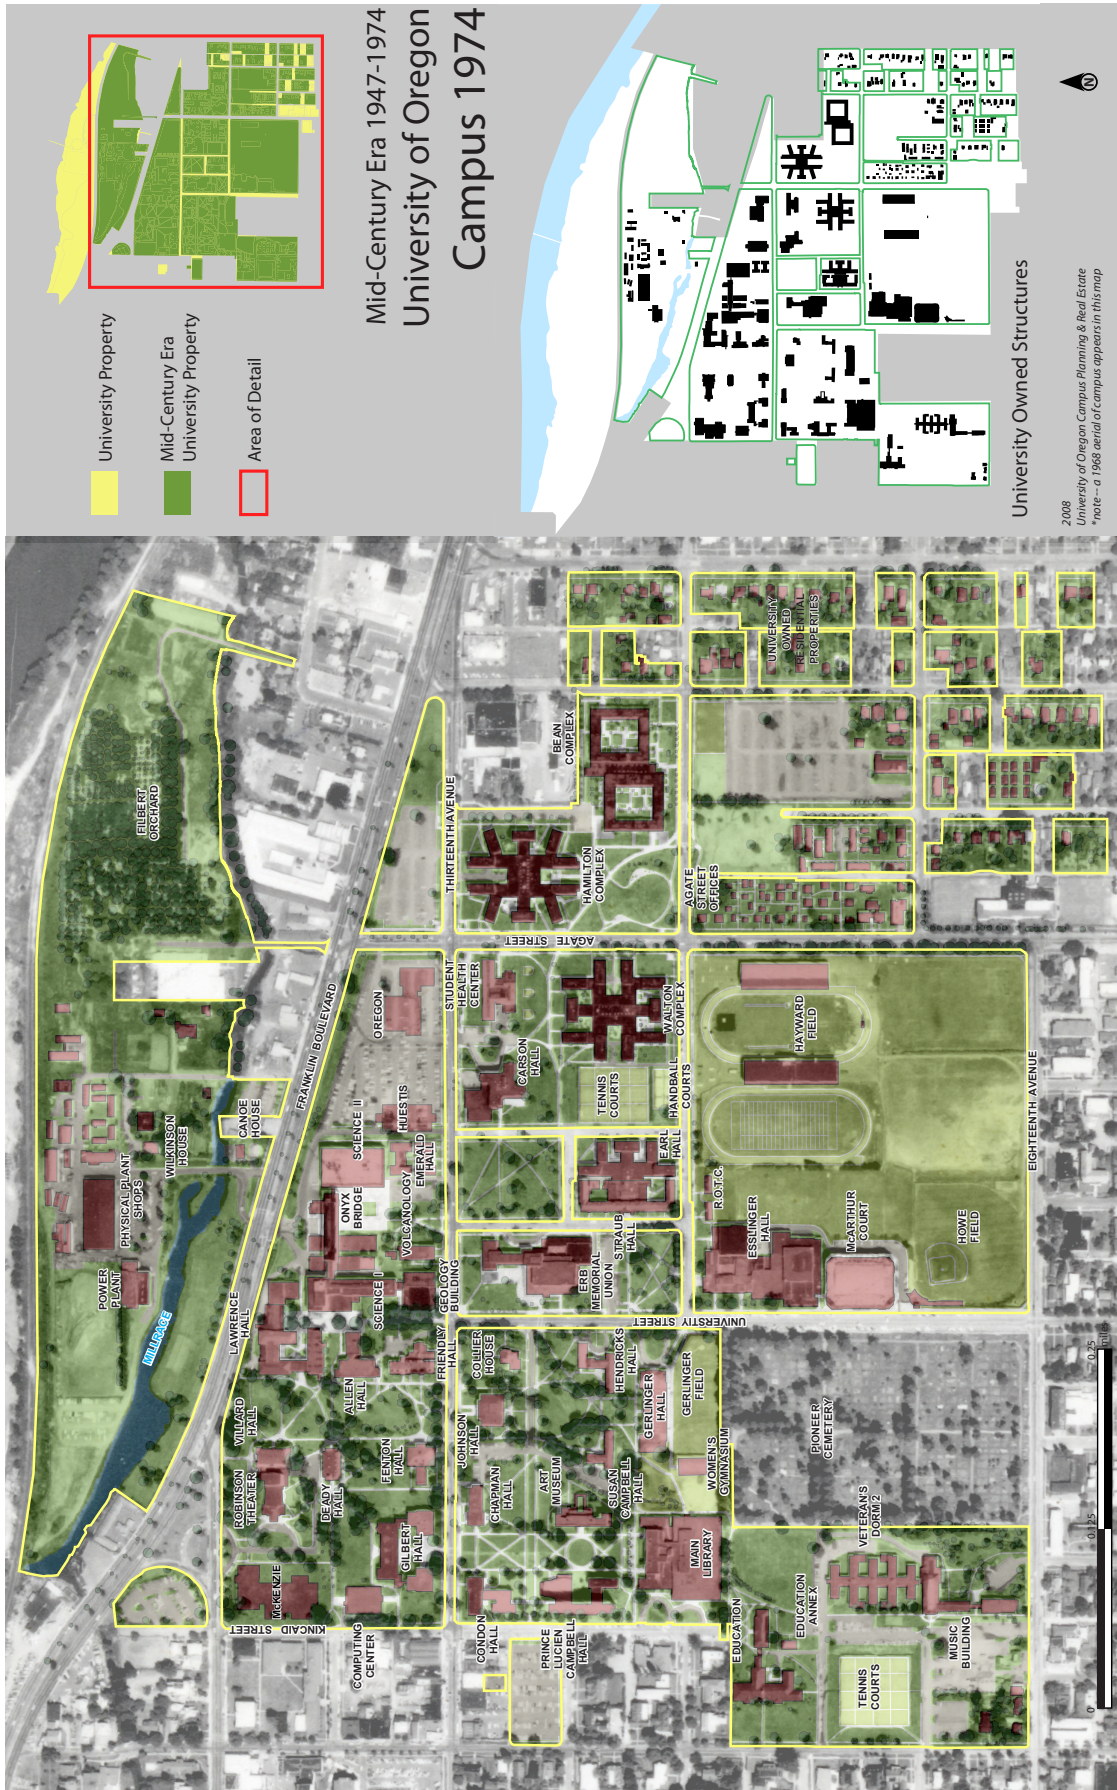 Mid-Century Era 1947-1974
University of Oregon
Campus 1974
University Property
Mid-Century Era
University Property
Area of Detail
University Owned Structures
2008
University of Oregon Campus Planning & Real Estate
*note -- a 1968 aerial of campus appears in this map
N
FILBERT
ORCHARD
PHYSICAL PLANT
SHOPS
WILKINSON
HOUSE
POWER
PLANT
MILLRACE
CANOE
HOUSE
FRANKLIN BOULEVARD
THIRTEENTH AVENUE
BEAN
COMPLEX
HAMILTON
COMPLEX
UNIVERSITY
OWNED
RESIDENTIAL
PROPERTIES
AGATE
STREET
OFFICES
AGATE STREET
OREGON
STUDENT
HEALTH
CENTER
WALTON
COMPLEX
CARSON
HALL
TENNIS
COURTS
HANDBALL
COURTS
HAYWARD
FIELD
SCIENCE II
HUESTIS
ONYX
BRIDGE
VOLCANOLOGY
EMERALD
HALL
EARL
HALL
R.O.T.C.
STRAUB
HALL
ESSLINGER
HALL
McARTHUR
COURT
HOWE
FIELD
EIGHTEENTH AVENUE
LAWRENCE
HALL
SCIENCE I
GEOLOGY
BUILDING
ERB
MEMORIAL
UNION
UNIVERSTIY STREET
VILLARD
HALL
ALLEN
HALL
FRIENDLY
HALL
COLLIER
HOUSE
HENDRICKS
HALL
GERLINGER
HALL
GERLINGER
FIELD
ROBINSON
THEATER
DEADY
HALL
FENTON
HALL
JOHNSON
HALL
CHAPMAN
HALL
ART
MUSEUM
SUSAN
CAMPBELL
HALL
WOMEN'S
GYMNASIUM
PIONEER
CEMETERY
McKENZIE
GILBERT
HALL
MAIN
LIBRARY
VETERAN'S
DORM 2
KINCAID STREET
COMPUTING
CENTER
CONDON
HALL
PRINCE
LUCIEN
CAMPBELL
HALL
EDUCATION
EDUCATION
ANNEX
TENNIS
COURTS
MUSIC
BUILDING
0 0.125 0.25
miles